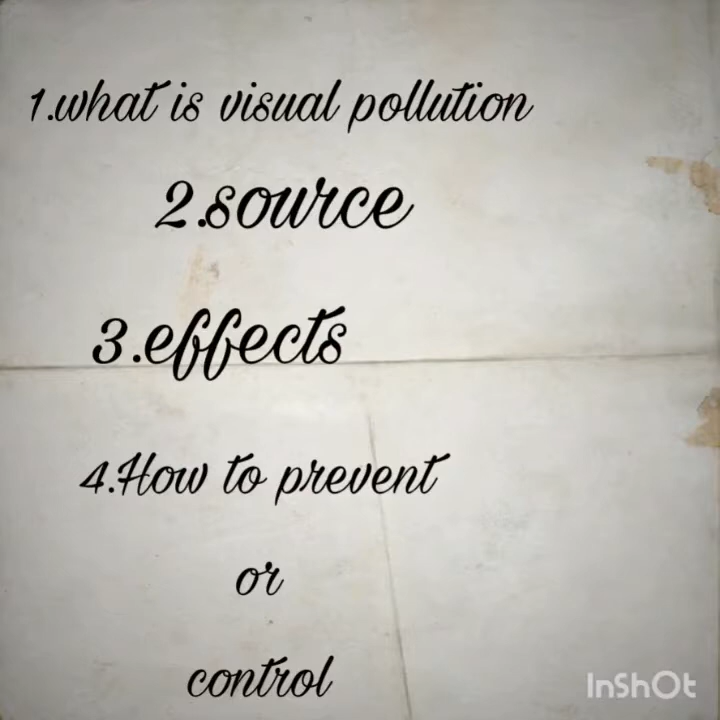 1.what is visual pollution
2.source
3.effects
4.How to prevent
or
control
InShOt